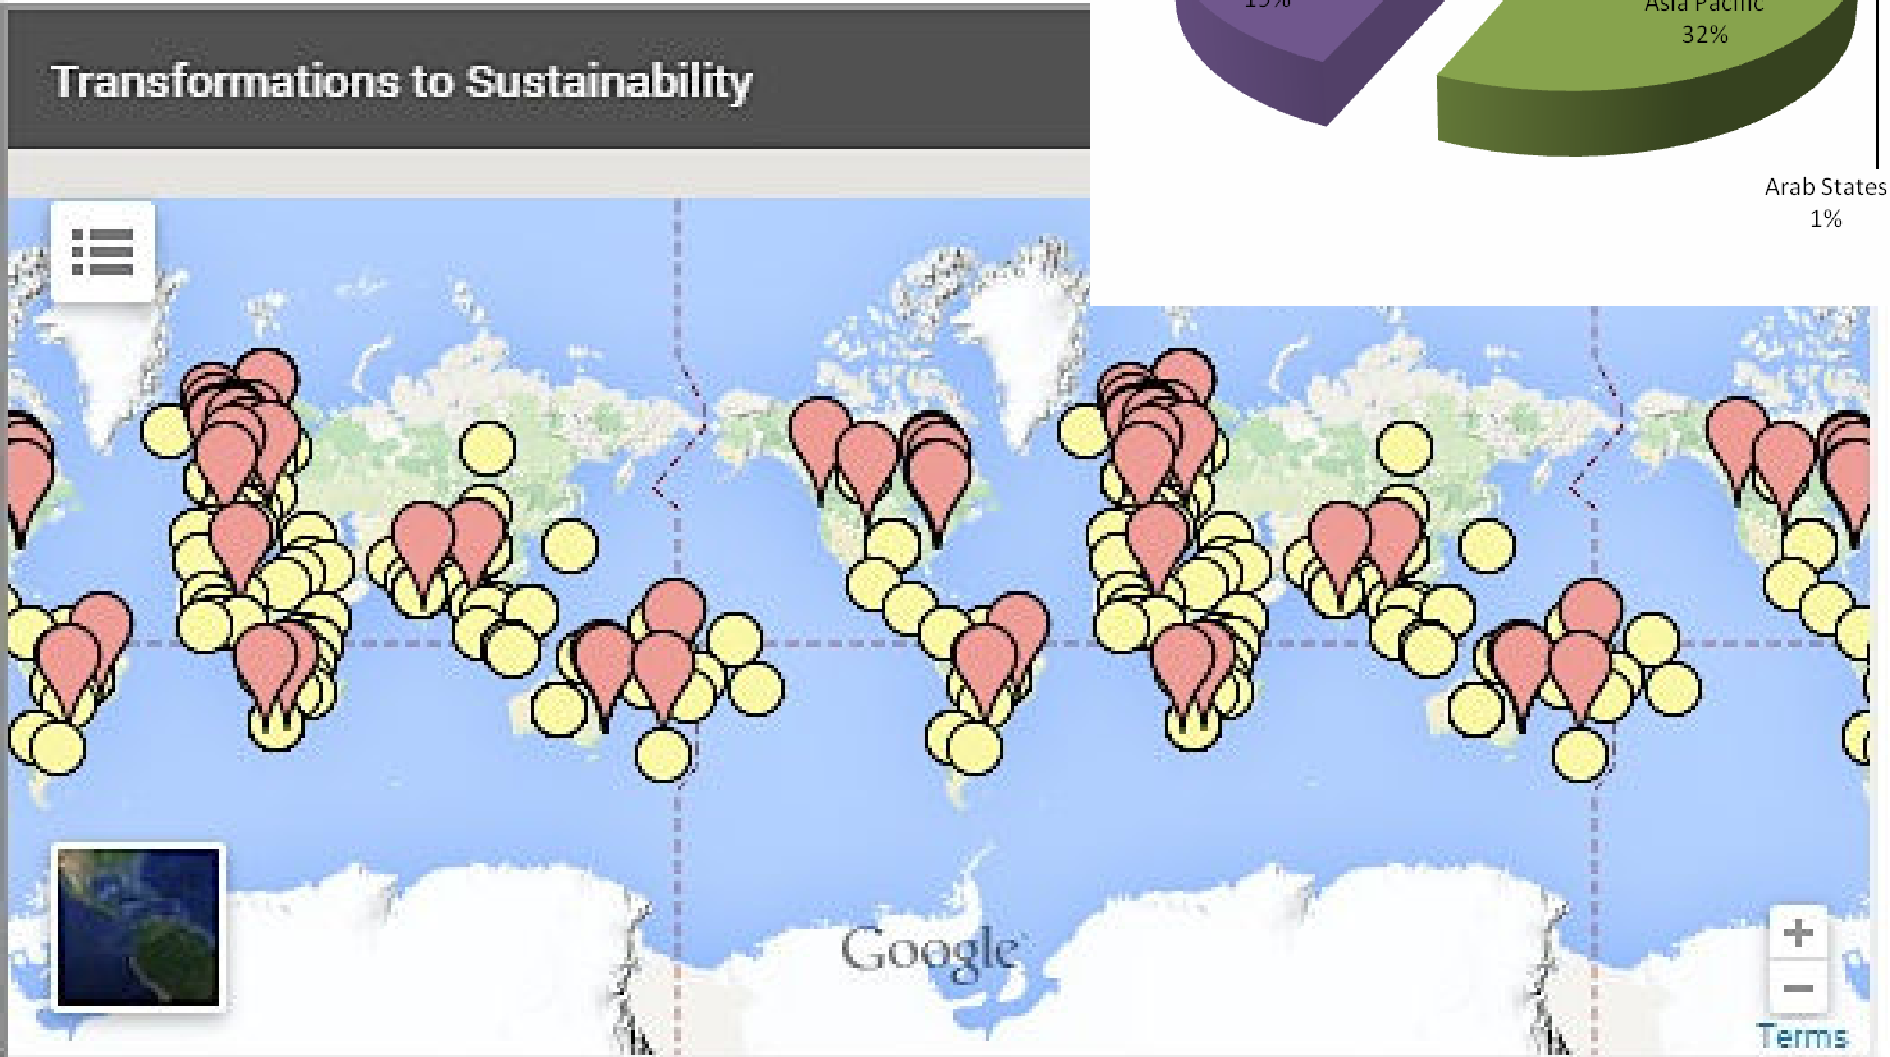 Transformations to Sustainability
Asia Pacific
32%
Arab States
1%
Google
+
−
Terms